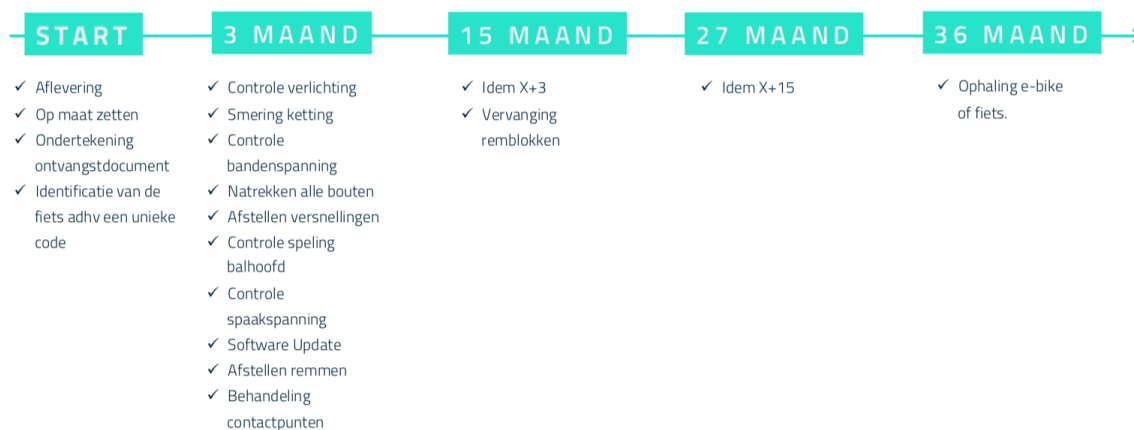 START
✓ Aflevering
✓ Op maat zetten
✓ Ondertekening
ontvangstdocument
✓ Identificatie van de
fiets adhv een unieke
code
3 MAAND
✓ Controle verlichting
✓ Smering ketting
✓ Controle
bandenspanning
✓ Natrekken alle bouten
✓ Afstellen versnellingen
✓ Controle speling
balhoofd
✓ Controle
spaakspanning
✓ Software Update
✓ Afstellen remmen
✓ Behandeling
contactpunten
15 MAAND
✓ Idem X+3
✓ Vervanging
remblokken
27 MAAND
✓ Idem X+15
36 MAAND
✓ Ophaling e-bike
of fiets.